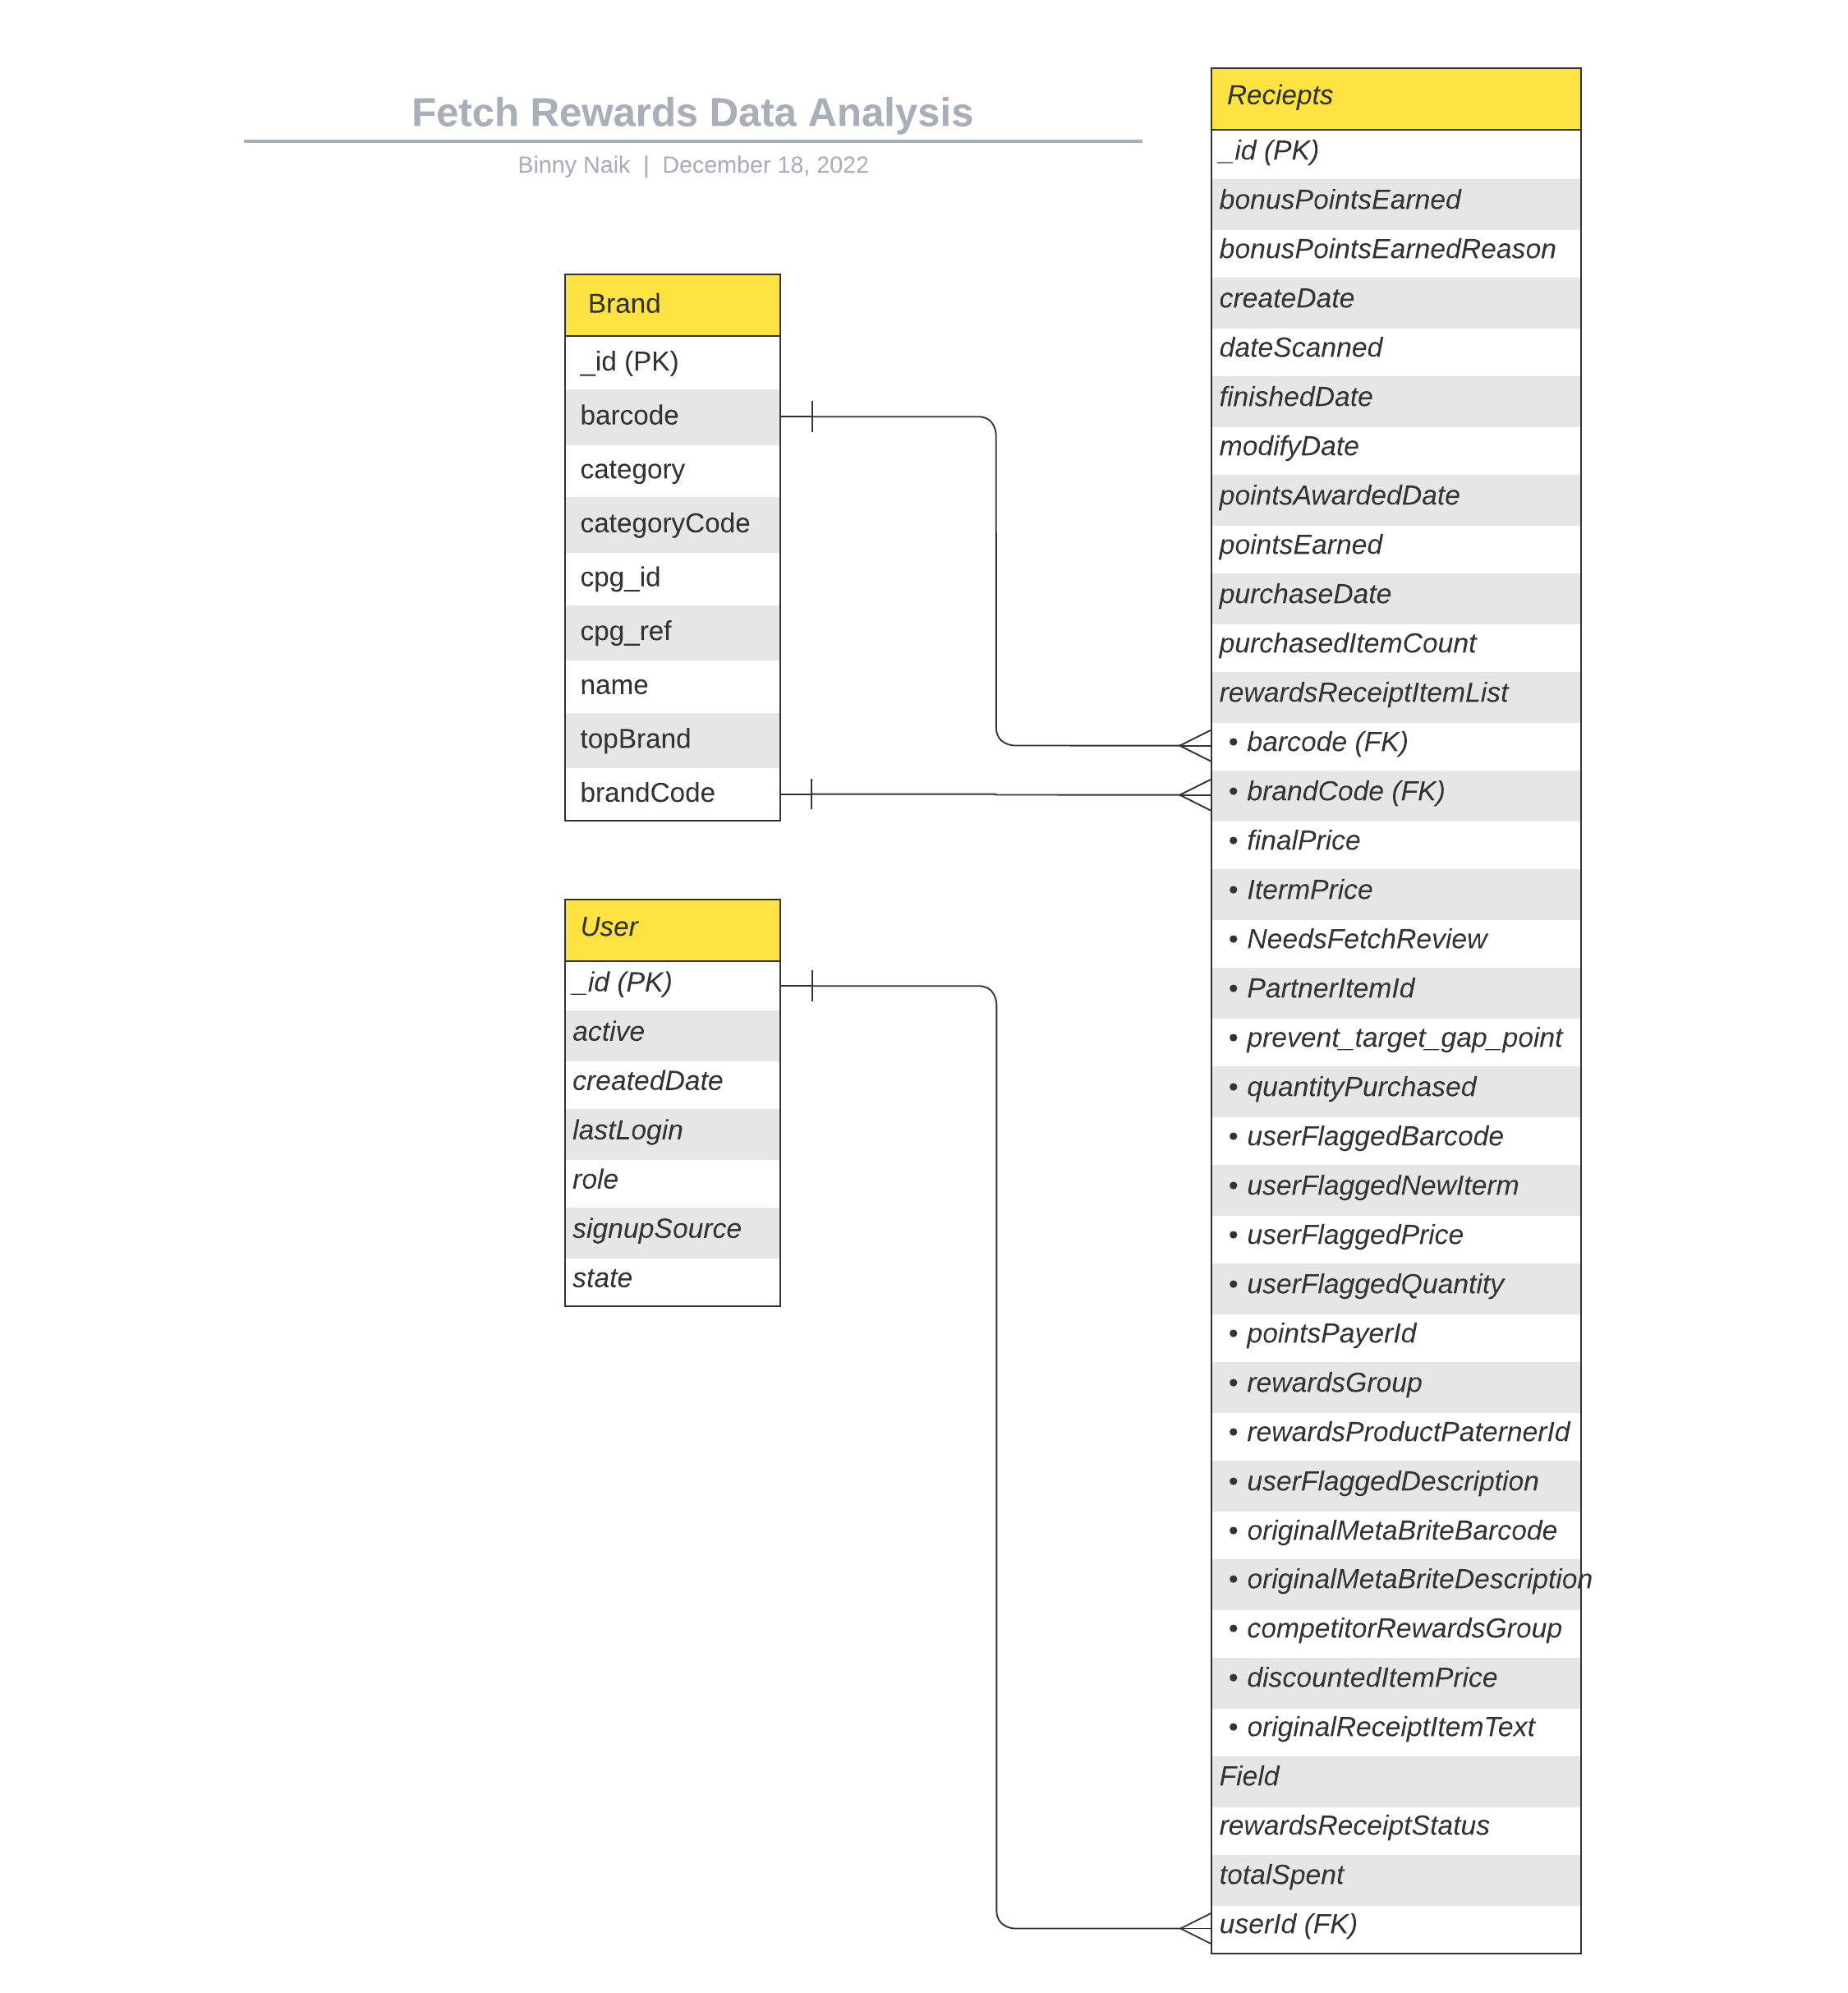 Fetch Rewards Data Analysis
Binny Naik | December 18, 2022
Brand
_id (PK)
barcode
category
categoryCode
cpg_id
cpg_ref
name
topBrand
brandCode
User
_id (PK)
active
createdDate
lastLogin
role
signupSource
state
Reciepts
_id (PK)
bonusPointsEarned
bonusPointsEarnedReason
createDate
dateScanned
finishedDate
modifyDate
pointsAwardedDate
pointsEarned
purchaseDate
purchasedItemCount
rewardsReceiptItemList
• barcode (FK)
• brandCode (FK)
• finalPrice
• ItermPrice
• NeedsFetchReview
• PartnerItemId
• prevent_target_gap_point
• quantityPurchased
• userFlaggedBarcode
• userFlaggedNewIterm
• userFlaggedPrice
• userFlaggedQuantity
• pointsPayerId
• rewardsGroup
• rewardsProductPaternerId
• userFlaggedDescription
• originalMetaBriteBarcode
• originalMetaBriteDescription
• competitorRewardsGroup
• discountedItemPrice
• originalReceiptItemText
Field
rewardsReceiptStatus
totalSpent
userId (FK)